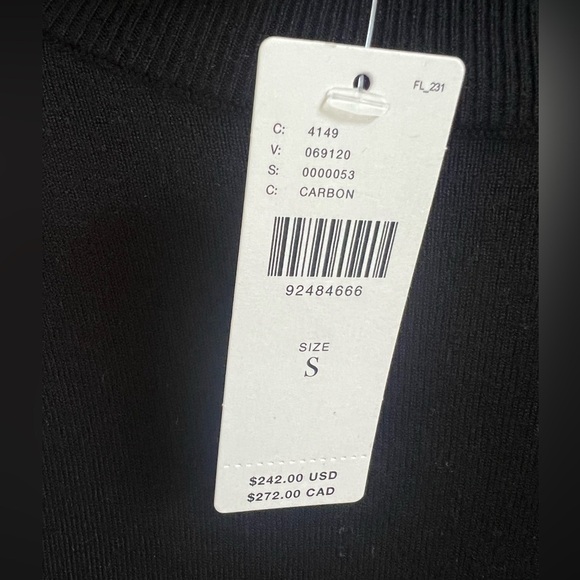 FL_231
C: 4149
V: 069120
S: 0000053
C: CARBON
92484666
SIZE
S
$242.00 USD
$272.00 CAD